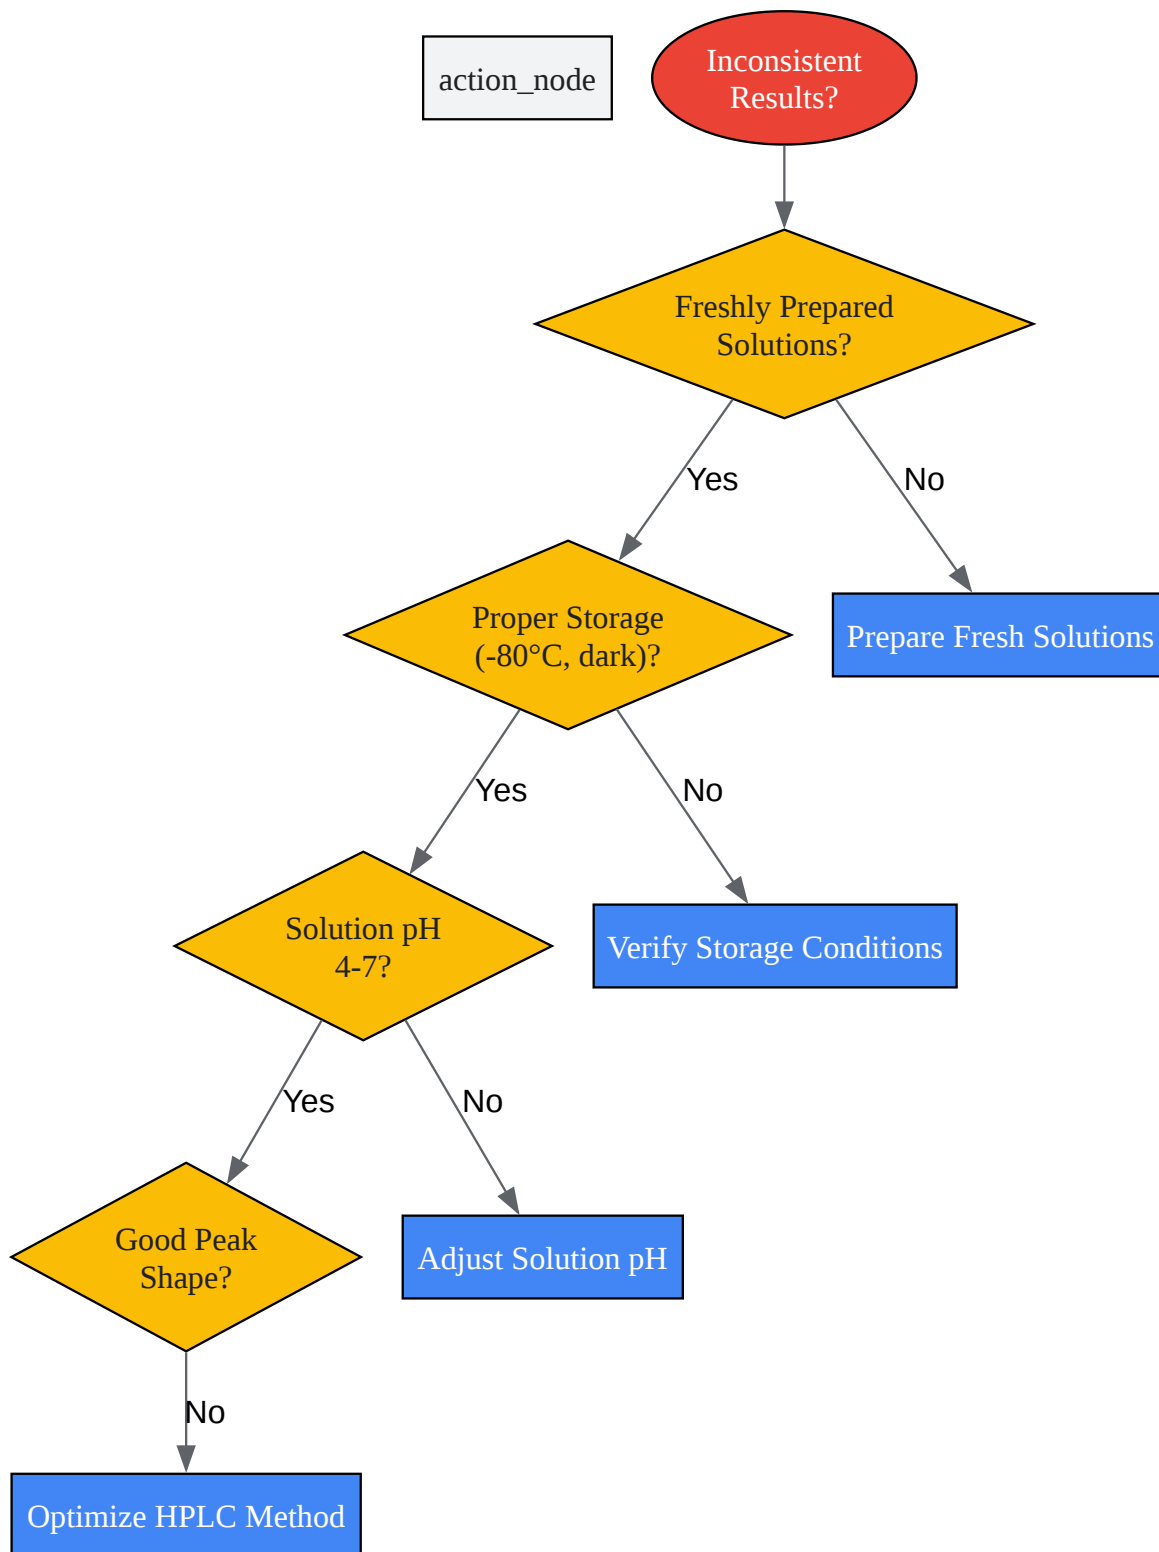 action_node
Inconsistent
Results?
Freshly Prepared
Solutions?
Yes
No
Proper Storage
(-80°C, dark)?
Prepare Fresh Solutions
Yes
No
Solution pH
4-7?
Verify Storage Conditions
Yes
No
Good Peak
Shape?
Adjust Solution pH
No
Optimize HPLC Method